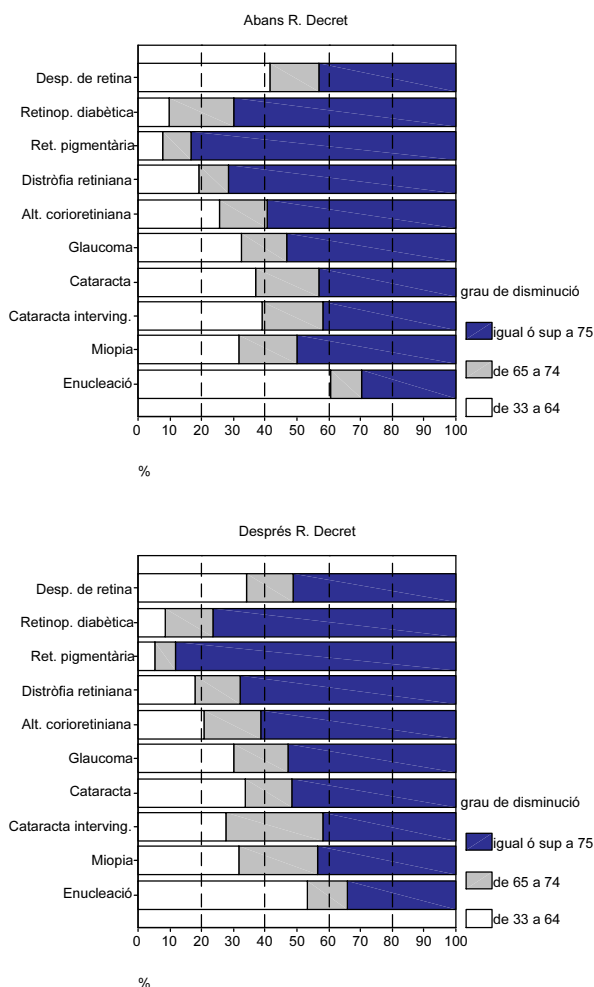 Abans R. Decret
Desp. de retina
Retinop. diabètica
Ret. pigmentària
Distròfia retiniana
Alt. corioretiniana
Glaucoma
Cataracta
Cataracta interving.
Miopia
Enucleació
0 10 20 30 40 50 60 70 80 90 100
%
grau de disminució
igual ó sup a 75
de 65 a 74
de 33 a 64
Després R. Decret
Desp. de retina
Retinop. diabètica
Ret. pigmentària
Distròfia retiniana
Alt. corioretiniana
Glaucoma
Cataracta
Cataracta interving.
Miopia
Enucleació
0 10 20 30 40 50 60 70 80 90 100
%
grau de disminució
igual ó sup a 75
de 65 a 74
de 33 a 64